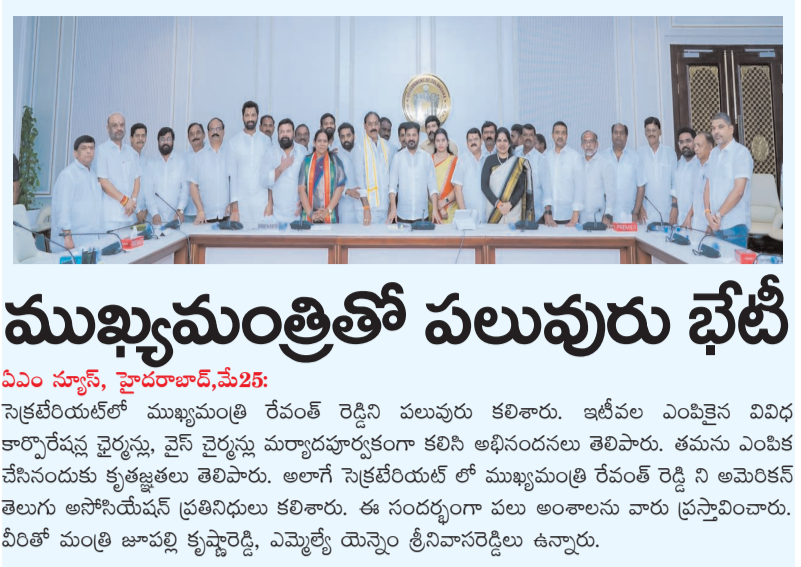 ముఖ్యమంత్రితో పలువురు భేటీ
ఏఎం న్యూస్, హైదరాబాద్,మే25:
సెక్రటేరియట్‌లో ముఖ్యమంత్రి రేవంత్ రెడ్డిని పలువురు కలిశారు. ఇటీవల ఎంపికైన వివిధ
కార్పొరేషన్ల ఛైర్మన్లు, వైస్ చైర్మన్లు మర్యాదపూర్వకంగా కలిసి అభినందనలు తెలిపారు. తమను ఎంపిక
చేసినందుకు కృతజ్ఞతలు తెలిపారు. అలాగే సెక్రటేరియట్ లో ముఖ్యమంత్రి రేవంత్ రెడ్డి ని అమెరికన్
తెలుగు అసోసియేషన్ ప్రతినిధులు కలిశారు. ఈ సందర్భంగా పలు అంశాలను వారు ప్రస్తావించారు.
వీరితో మంత్రి జూపల్లి కృష్ణారెడ్డి, ఎమ్మెల్యే యెన్నెం శ్రీనివాసరెడ్డిలు ఉన్నారు.